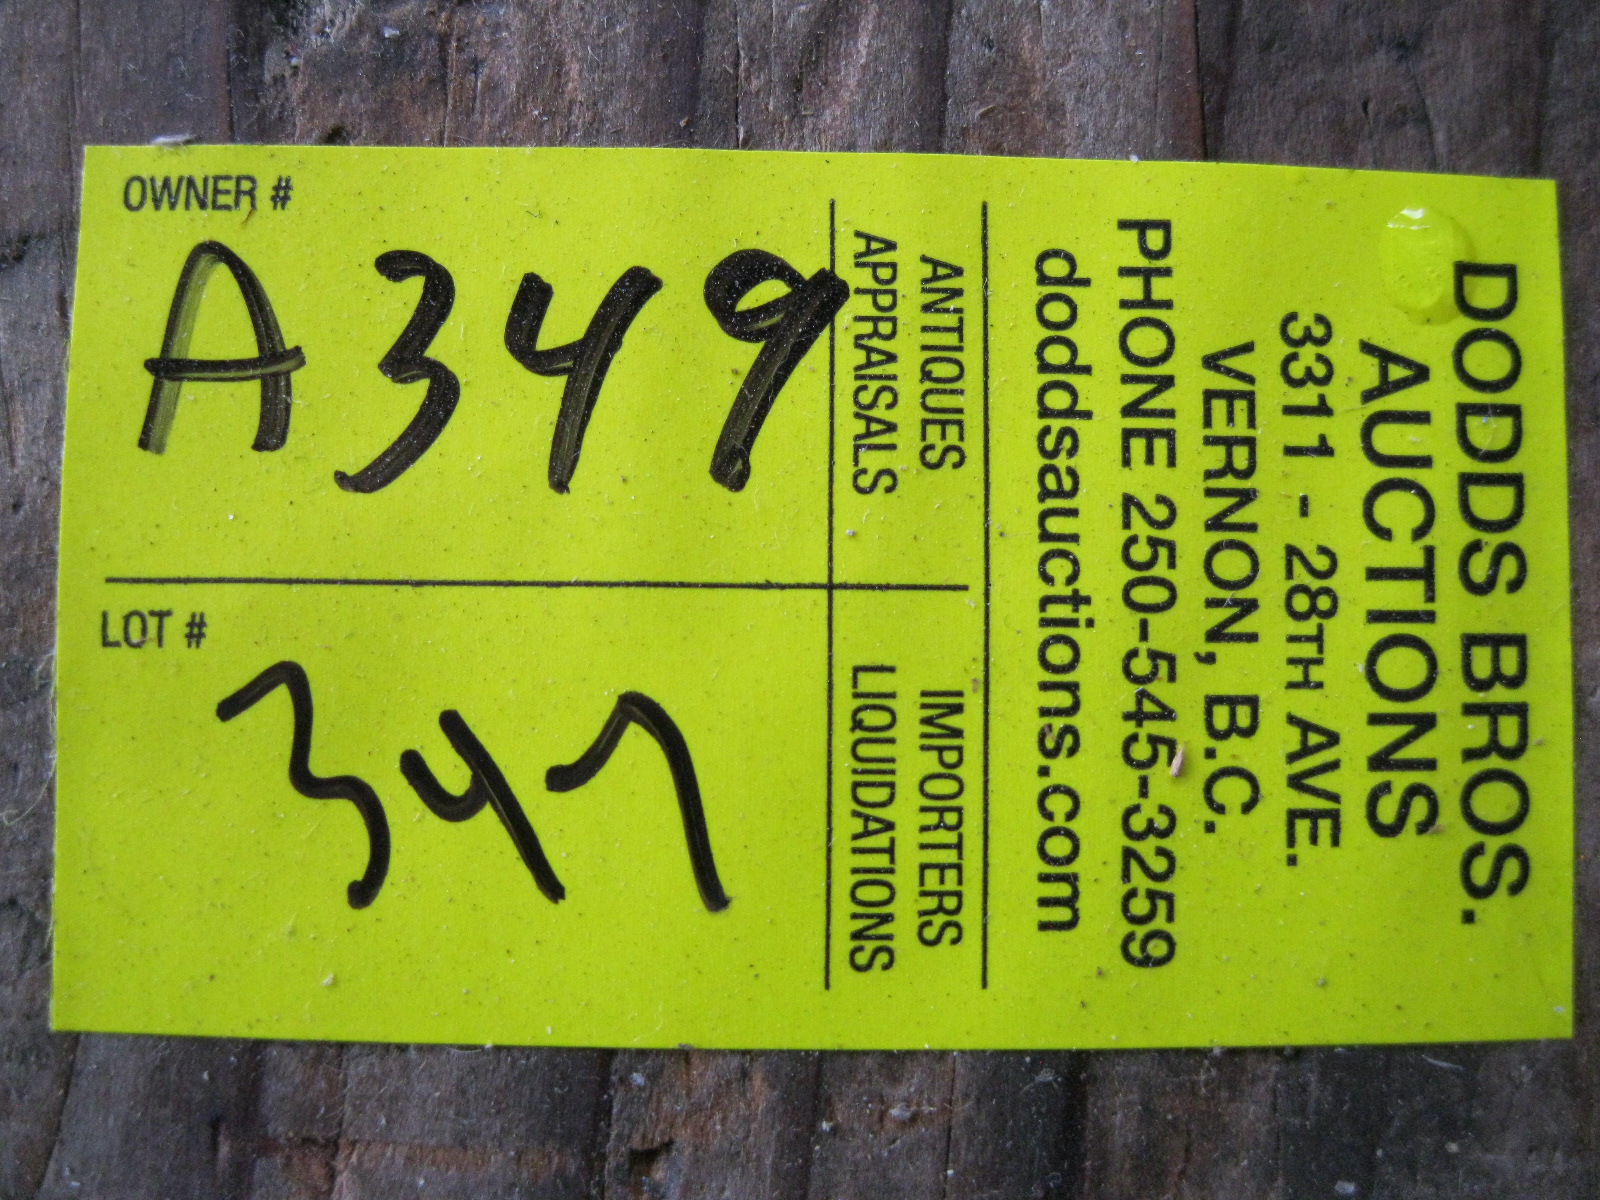 OWNER #
A349
LOT #
347
ANTIQUES
APPRAISALS
IMPORTERS
LIQUIDATIONS
DODDS BROS.
AUCTIONS
3311 - 28TH AVE.
VERNON, B.C.
PHONE 250-545-3259
doddsauctions.com